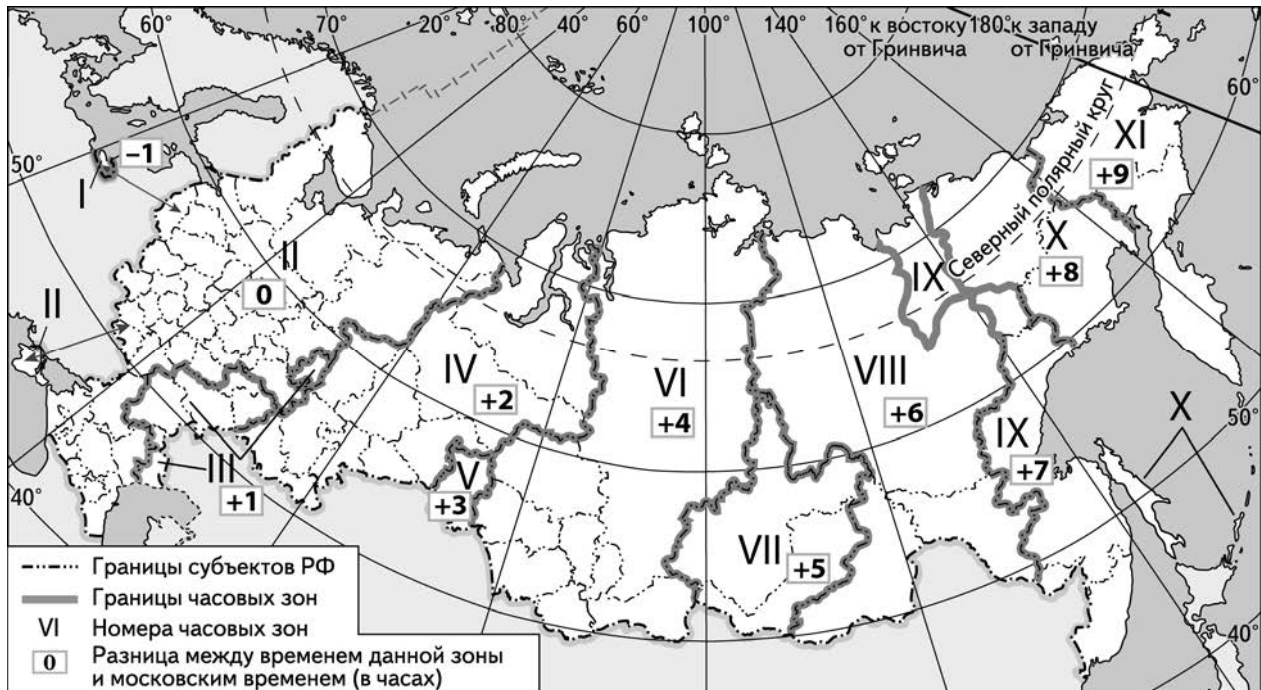 60° 70° 20° 40° 60° 100° 140° 160° к востоку от Гринвича 180° к западу от Гринвича
60°
50°
–1
I
II
0
II
III
+1
40°
IV
+2
V
+3
VI
+4
VII
+5
VIII
+6
IX
IX
+7
Северный полярный круг
X
+8
XI
+9
X
50°
40°
Границы субъектов РФ
Границы часовых зон
VI Номера часовых зон
0 Разница между временем данной зоны
и московским временем (в часах)